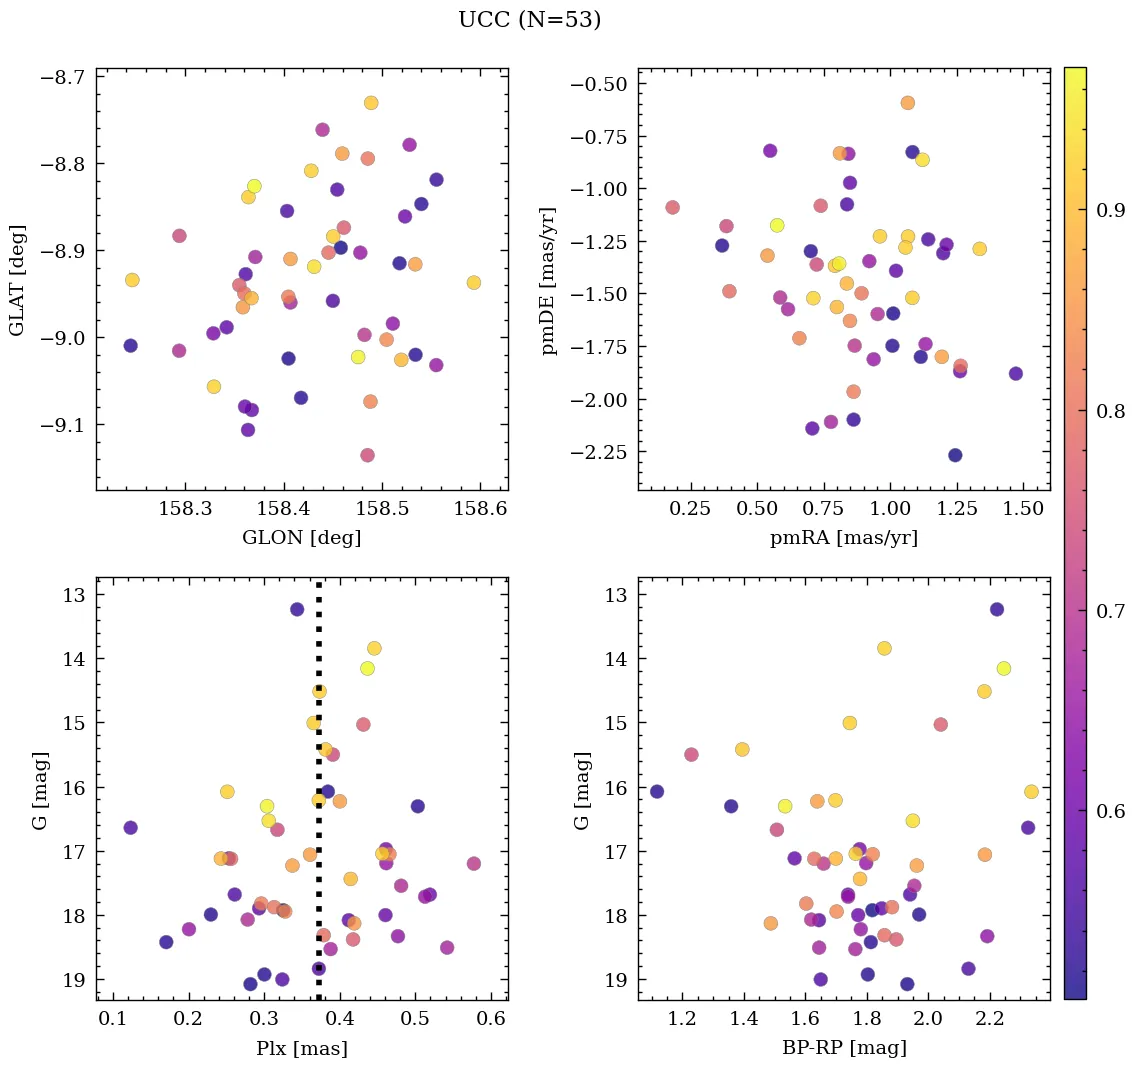 UCC (N=53)
−8.7
−8.8
−8.9
−9.0
−9.1
GLAT [deg]
158.3 158.4 158.5 158.6
GLON [deg]
−0.50
−0.75
−1.00
−1.25
−1.50
−1.75
−2.00
−2.25
pmDE [mas/yr]
0.25 0.50 0.75 1.00 1.25 1.50
pmRA [mas/yr]
13
14
15
16
17
18
19
G [mag]
0.1 0.2 0.3 0.4 0.5 0.6
Plx [mas]
13
14
15
16
17
18
19
G [mag]
1.2 1.4 1.6 1.8 2.0 2.2
BP-RP [mag]
0.9
0.8
0.7
0.6